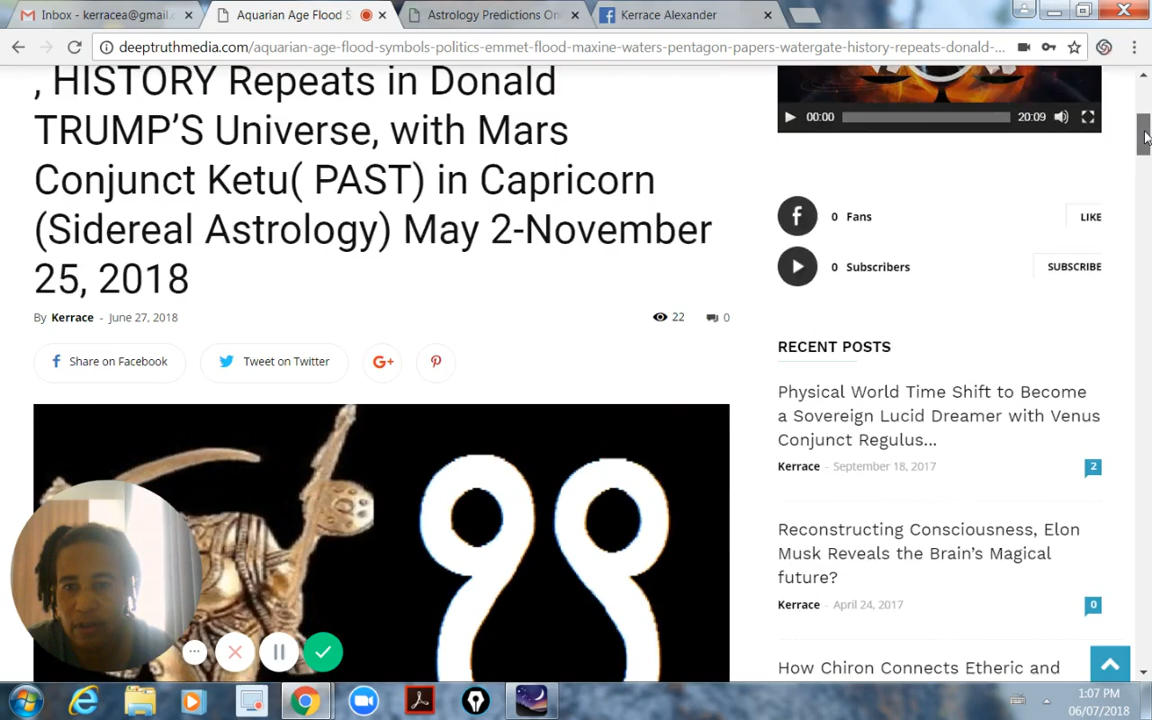 Inbox - kerracea@gmail.c
Aquarian Age Flood S
Astrology Predictions On
Kerrace Alexander
deeptruthmedia.com/aquarian-age-flood-symbols-politics-emmet-flood-maxine-waters-pentagon-papers-watergate-history-repeats-donald-...
, HISTORY Repeats in Donald
TRUMP’S Universe, with Mars
Conjunct Ketu( PAST) in Capricorn
(Sidereal Astrology) May 2-November
25, 2018
By Kerrace - June 27, 2018
22
0
Share on Facebook
Tweet on Twitter
G+
00:00
20:09
0 Fans
LIKE
0 Subscribers
SUBSCRIBE
RECENT POSTS
Physical World Time Shift to Become
a Sovereign Lucid Dreamer with Venus
Conjunct Regulus...
Kerrace - September 18, 2017
2
Reconstructing Consciousness, Elon
Musk Reveals the Brain’s Magical
future?
Kerrace - April 24, 2017
0
How Chiron Connects Etheric and
1:07 PM
06/07/2018